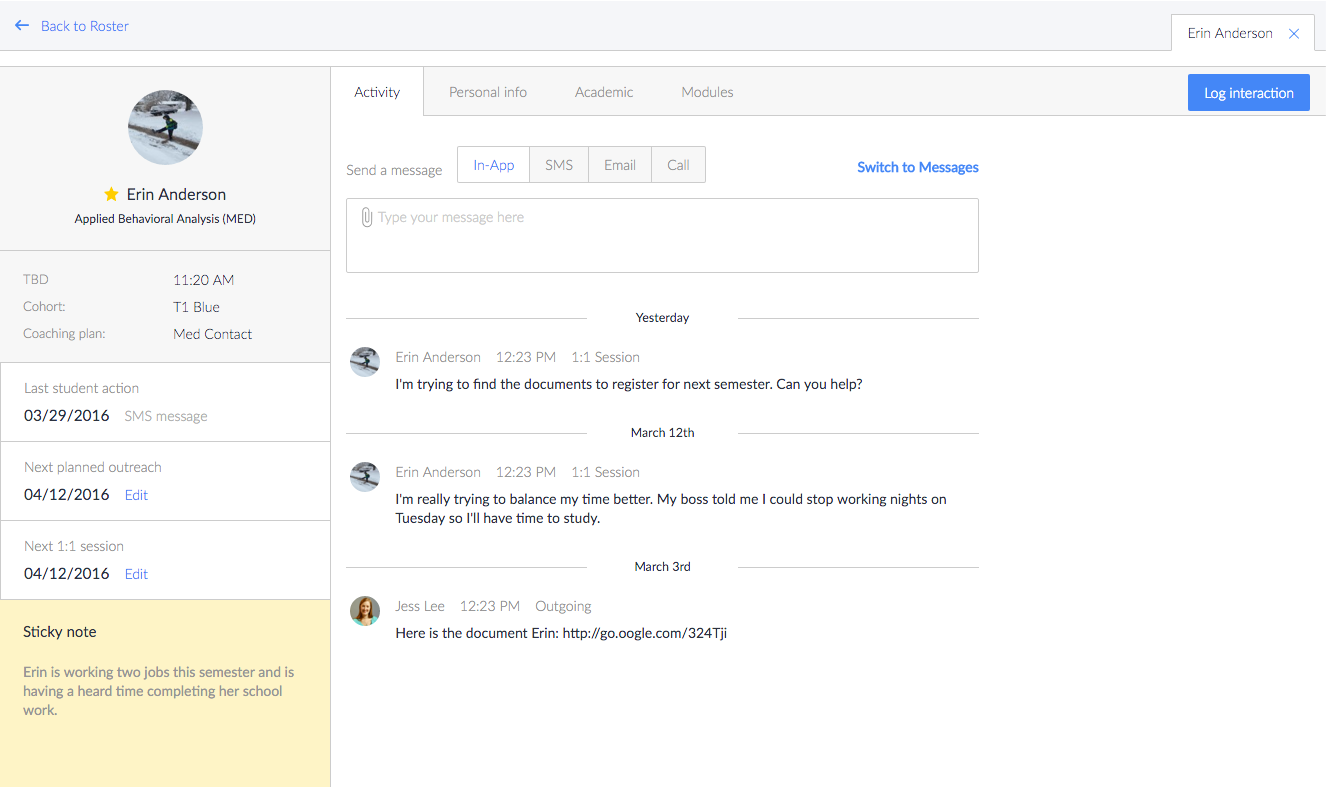 Back to Roster
Erin Anderson
Activity
Personal info
Academic
Modules
Log interaction
Erin Anderson
Applied Behavioral Analysis (MED)
TBD 11:20 AM
Cohort: T1 Blue
Coaching plan: Med Contact
Last student action
03/29/2016 SMS message
Next planned outreach
04/12/2016 Edit
Next 1:1 session
04/12/2016 Edit
Sticky note
Erin is working two jobs this semester and is
having a heard time completing her school
work.
Send a message
In-App
SMS
Email
Call
Switch to Messages
Type your message here
Yesterday
Erin Anderson 12:23 PM 1:1 Session
I'm trying to find the documents to register for next semester. Can you help?
March 12th
Erin Anderson 12:23 PM 1:1 Session
I'm really trying to balance my time better. My boss told me I could stop working nights on
Tuesday so I'll have time to study.
March 3rd
Jess Lee 12:23 PM Outgoing
Here is the document Erin: http://go.oogle.com/324Tji